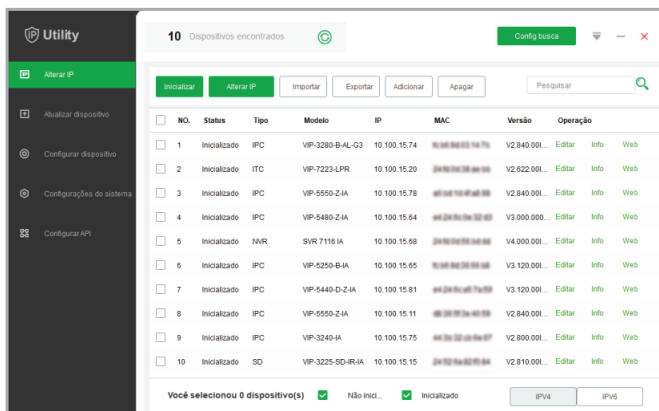 IP Utility
10 Dispositivos encontrados
Config busca
Alterar IP
Atualizar dispositivo
Configurar dispositivo
Configurações do sistema
Configurar API
Inicializar Alterar IP Importar Exportar Adicionar Apagar Pesquisar
NO. Status Tipo Modelo IP MAC Versão Operação
1 Inicializado IPC VIP-3280-B-AL-G3 10.100.15.74 V2.840.00I... Editar Info Web
2 Inicializado ITC VIP-7223-LPR 10.100.15.20 V2.622.00I... Editar Info Web
3 Inicializado IPC VIP-5550-Z-IA 10.100.15.78 V2.840.00I... Editar Info Web
4 Inicializado IPC VIP-5480-Z-IA 10.100.15.64 V3.000.000... Editar Info Web
5 Inicializado NVR SVR 7116 IA 10.100.15.68 V4.000.00I... Editar Info Web
6 Inicializado IPC VIP-5250-B-IA 10.100.15.65 V3.120.00I... Editar Info Web
7 Inicializado IPC VIP-5440-D-Z-IA 10.100.15.81 V3.120.00I... Editar Info Web
8 Inicializado IPC VIP-5550-Z-IA 10.100.15.11 V2.840.00I... Editar Info Web
9 Inicializado IPC VIP-3240-IA 10.100.15.75 V2.800.00I... Editar Info Web
10 Inicializado SD VIP-3225-SD-IR-IA 10.100.15.15 V2.810.00I... Editar Info Web
Você selecionou 0 dispositivo(s) Não inici... Inicializado IPV4 IPV6